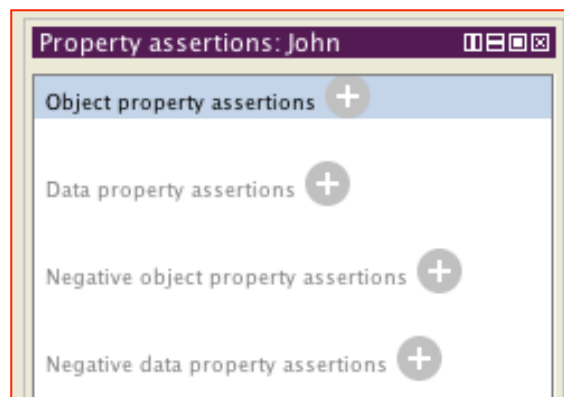 Property assertions: John
Object property assertions
Data property assertions
Negative object property assertions
Negative data property assertions